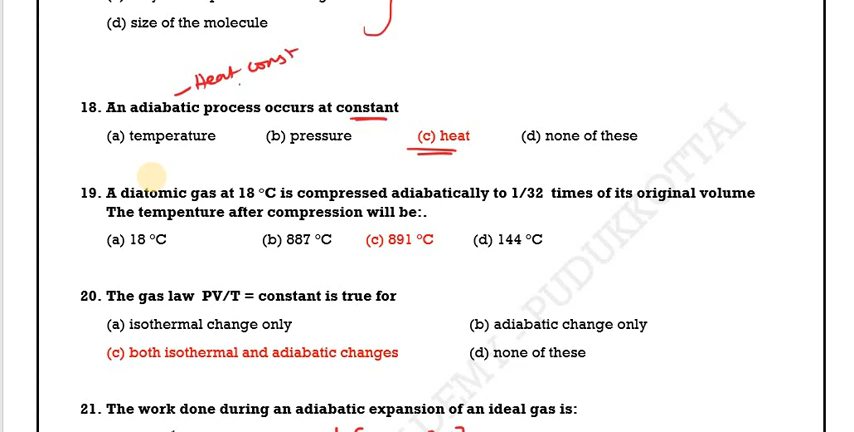 (d) size of the molecule
Heat const
18. An adiabatic process occurs at constant
(a) temperature (b) pressure (c) heat (d) none of these
19. A diatomic gas at 18 °C is compressed adiabatically to 1/32 times of its original volume
The tempenture after compression will be:.
(a) 18 °C (b) 887 °C (c) 891 °C (d) 144 °C
20. The gas law PV/T = constant is true for
(a) isothermal change only (b) adiabatic change only
(c) both isothermal and adiabatic changes (d) none of these
21. The work done during an adiabatic expansion of an ideal gas is:
PUDUKKOTTAI